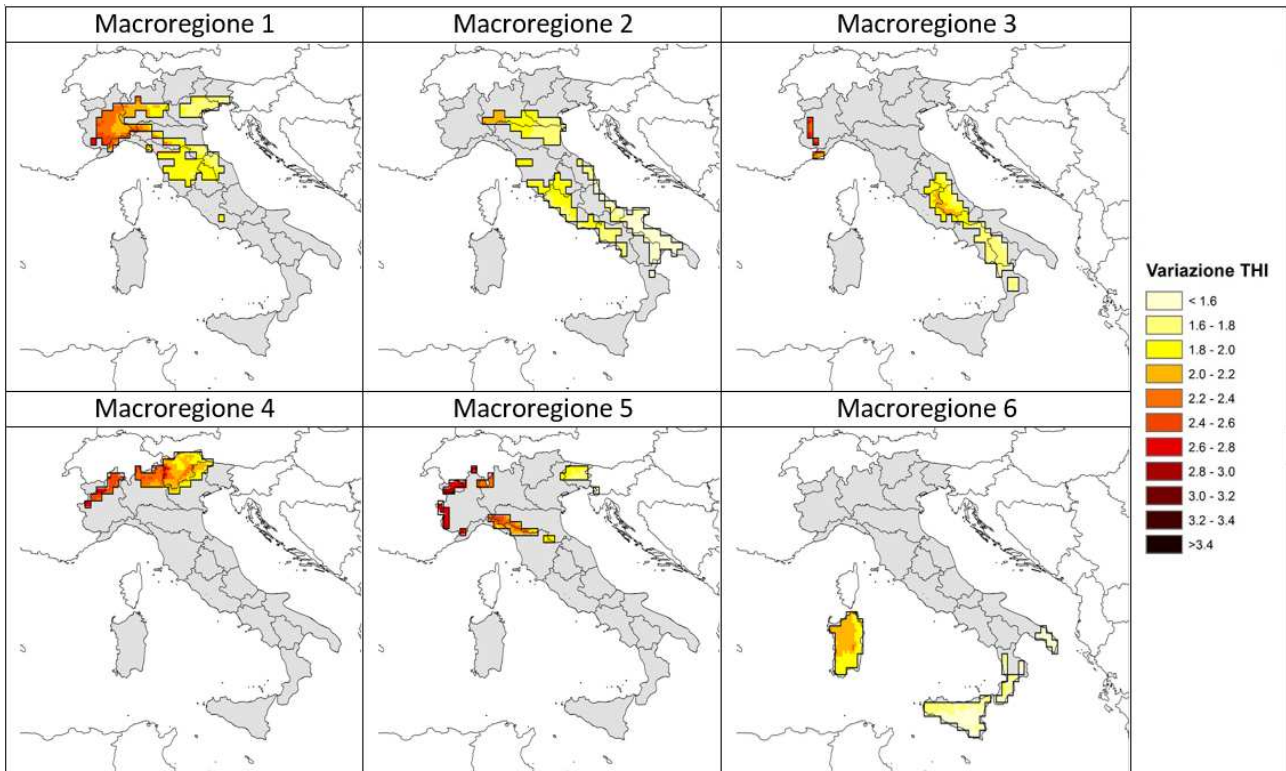 Macroregione 1
Macroregione 2
Macroregione 3
Macroregione 4
Macroregione 5
Macroregione 6
Variazione THI
< 1.6
1.6 - 1.8
1.8 - 2.0
2.0 - 2.2
2.2 - 2.4
2.4 - 2.6
2.6 - 2.8
2.8 - 3.0
3.0 - 3.2
3.2 - 3.4
>3.4